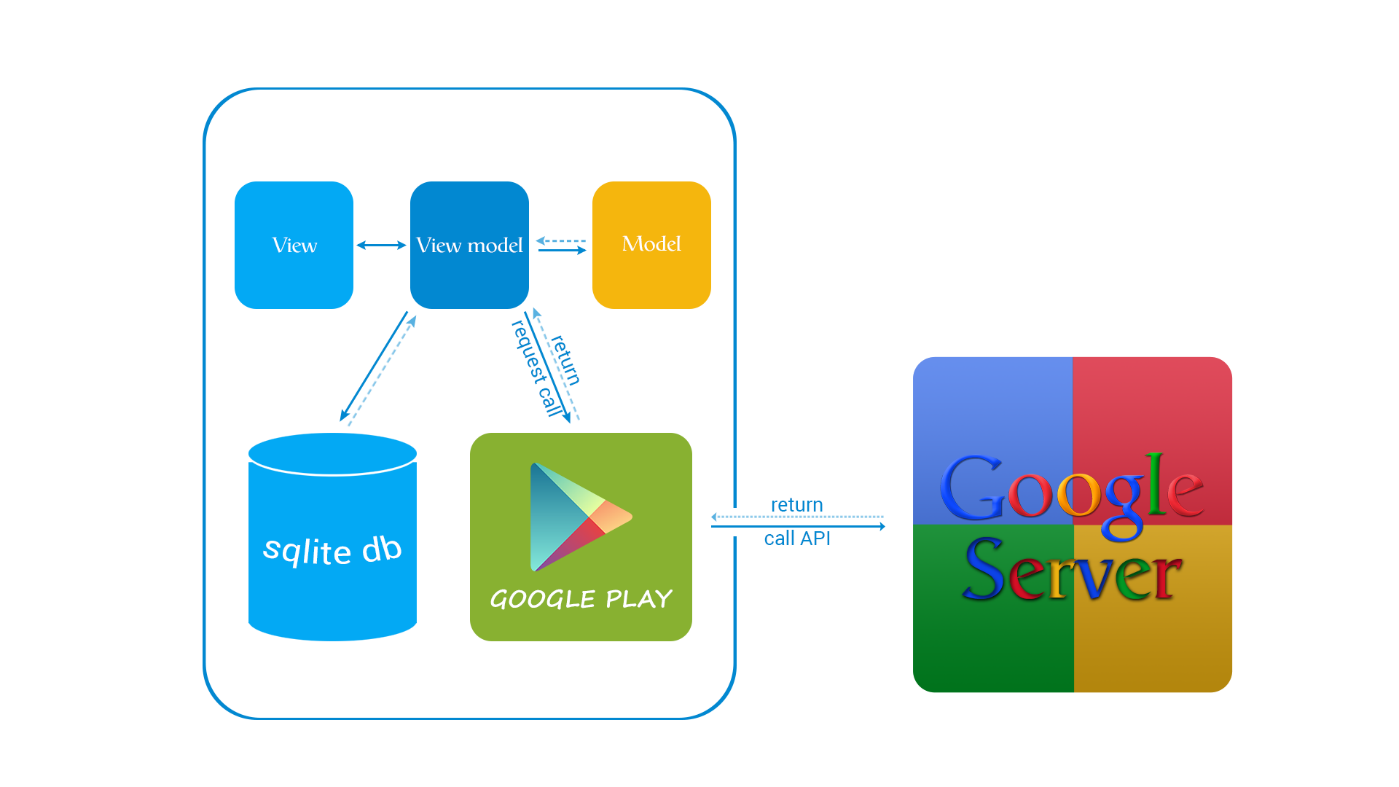 View
View model
Model
request call
return
sqlite db
GOOGLE PLAY
return
call API
Google
Server